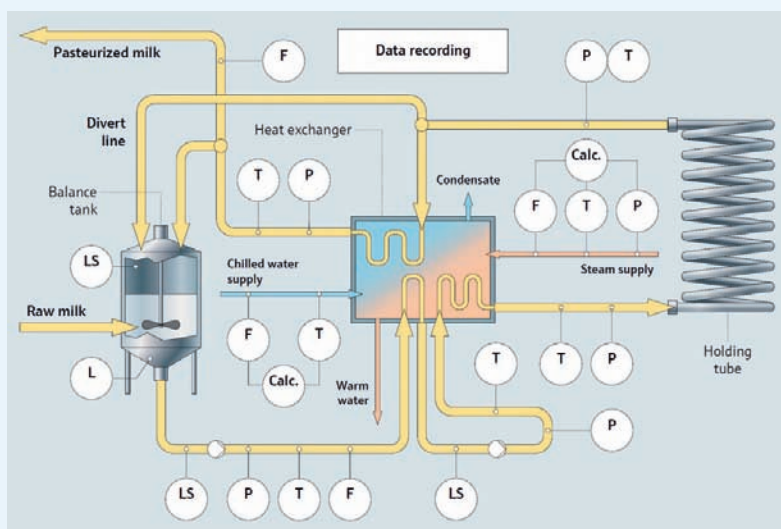 Pasteurized milk
F
Data recording
P
T
Divert
line
Heat exchanger
Calc.
Condensate
Balance
tank
T
P
F
T
P
LS
Chilled water
supply
Steam supply
Raw milk
F
T
L
Calc.
Warm
water
T
T
P
Holding
tube
P
LS
P
T
F
LS